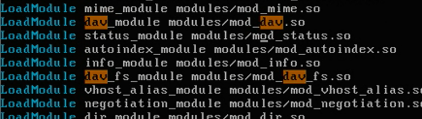 LoadModule mime_module modules/mod_mime.so
LoadModule dav_module modules/mod_dav.so
LoadModule status_module modules/mod_status.so
LoadModule autoindex_module modules/mod_autoindex.so
LoadModule info_module modules/mod_info.so
LoadModule dav_fs_module modules/mod_dav_fs.so
LoadModule vhost_alias_module modules/mod_vhost_alias.s
LoadModule negotiation_module modules/mod_negotiation.s
LoadModule dir_module modules/mod_dir.so